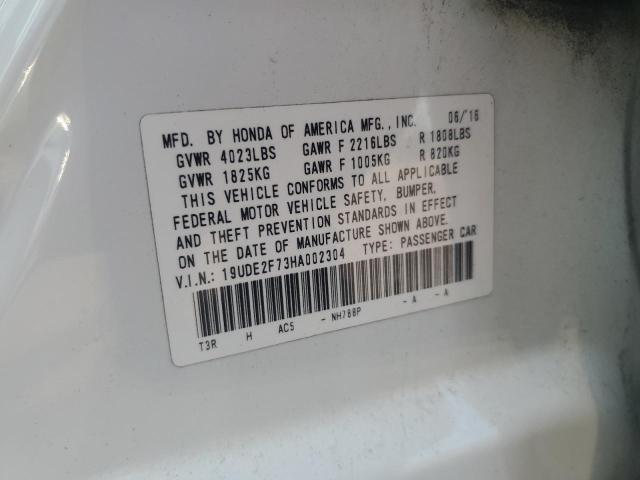 MFD. BY HONDA OF AMERICA MFG., INC. 06/16
GVWR 4023LBS GAWR F 2216LBS R 1808LBS
GVWR 1825KG GAWR F 1005KG R 820KG
THIS VEHICLE CONFORMS TO ALL APPLICABLE
FEDERAL MOTOR VEHICLE SAFETY, BUMPER,
AND THEFT PREVENTION STANDARDS IN EFFECT
ON THE DATE OF MANUFACTURE SHOWN ABOVE.
V.I.N.: 19UDE2F73HA002304 TYPE: PASSENGER CAR
T3R H AC5 - NH788P - A - A